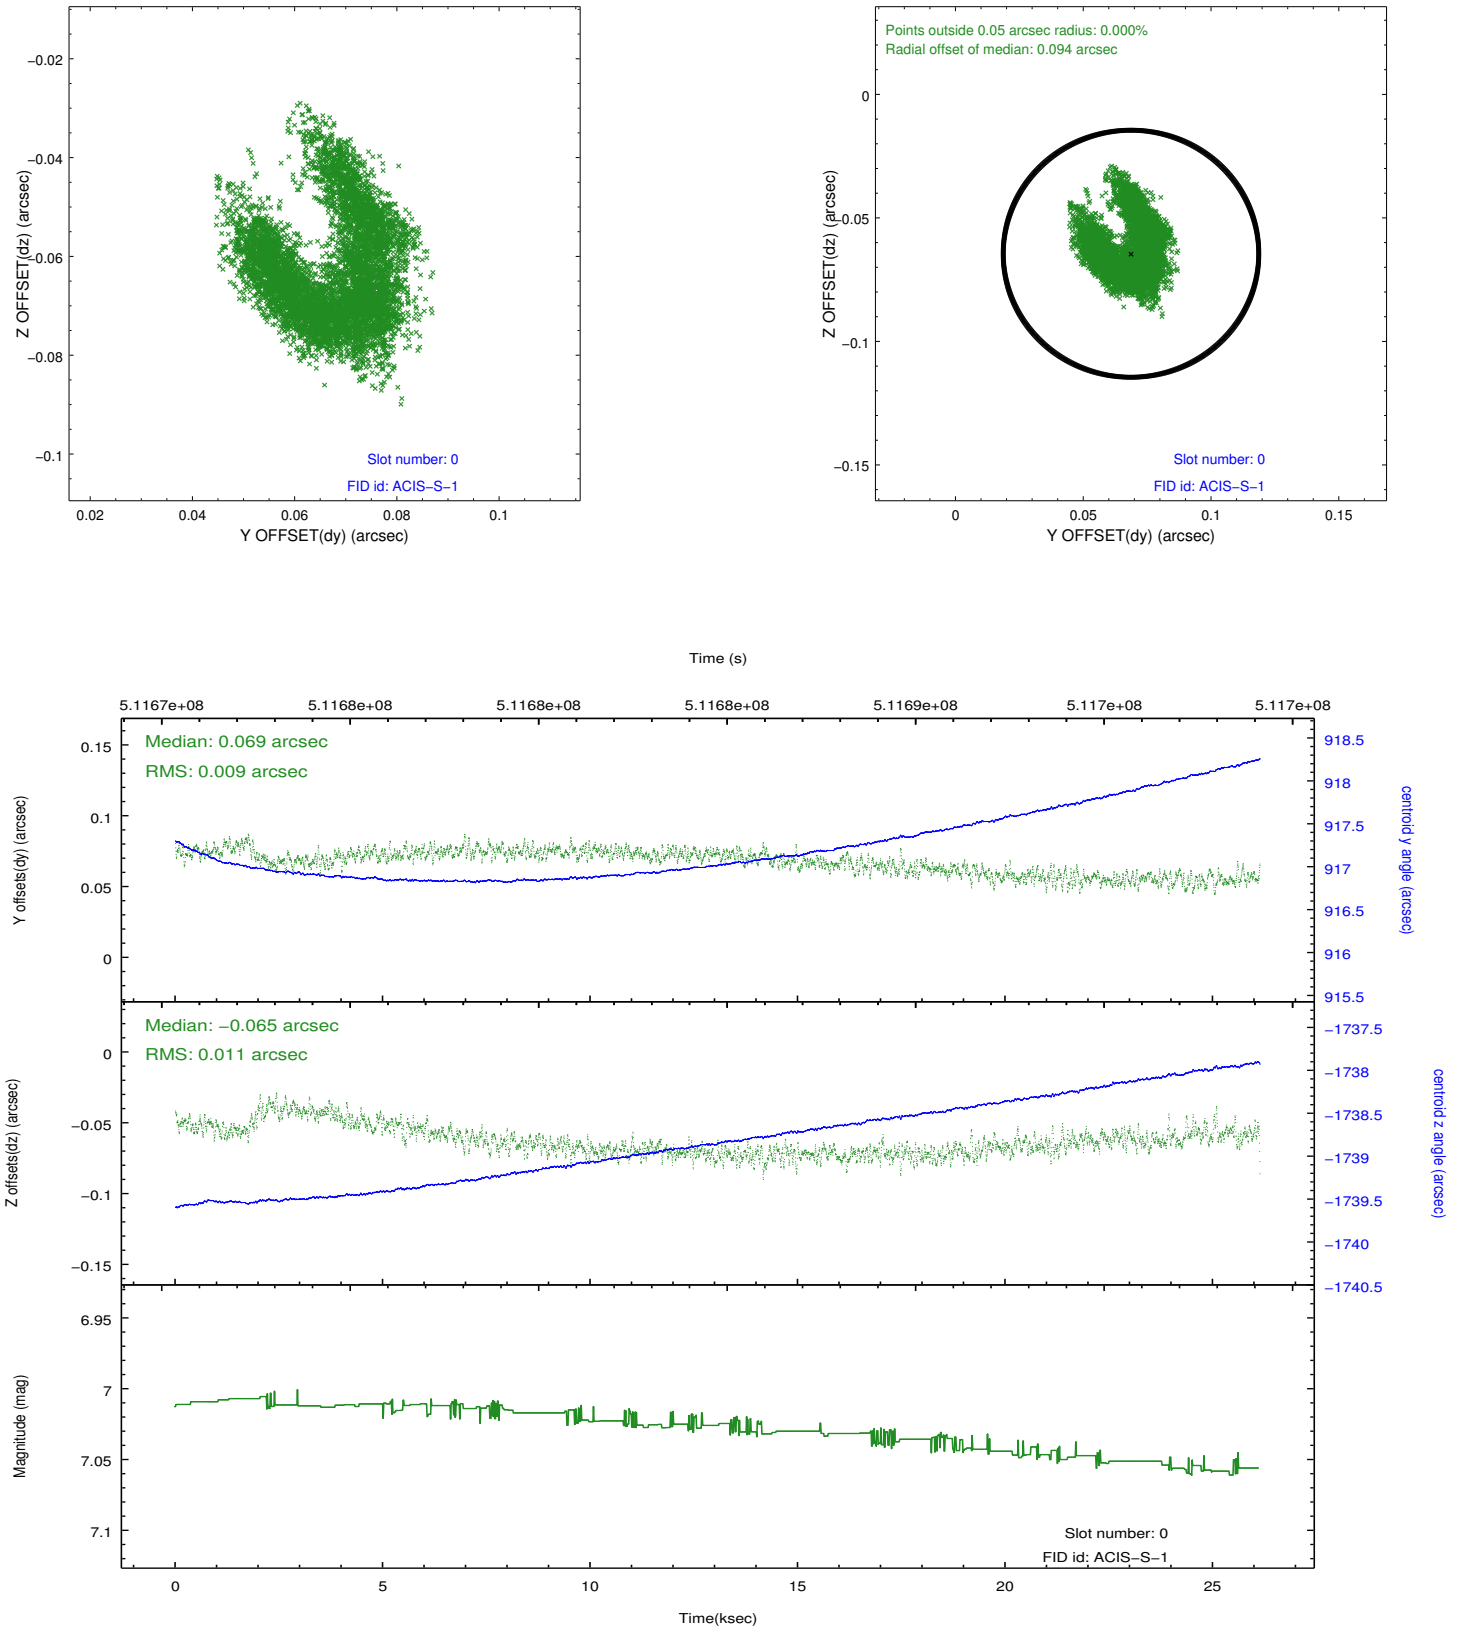 −0.02
−0.04
−0.06
−0.08
−0.1
Z OFFSET(dz) (arcsec)
Slot number: 0
FID id: ACIS−S−1
0.02 0.04 0.06 0.08 0.1
Y OFFSET(dy) (arcsec)
Points outside 0.05 arcsec radius: 0.000%
Radial offset of median: 0.094 arcsec
0
−0.05
−0.1
−0.15
Z OFFSET(dz) (arcsec)
Slot number: 0
FID id: ACIS−S−1
0 0.05 0.1 0.15
Y OFFSET(dy) (arcsec)
Time (s)
5.1167e+08 5.1168e+08 5.1168e+08 5.1168e+08 5.1169e+08 5.117e+08 5.117e+08
Median: 0.069 arcsec
RMS: 0.009 arcsec
0.15
0.1
0.05
0
Y offsets(dy) (arcsec)
918.5
918
917.5
917
916.5
916
915.5
centroid y angle (arcsec)
Median: −0.065 arcsec
RMS: 0.011 arcsec
0
−0.05
−0.1
−0.15
Z offsets(dz) (arcsec)
−1737.5
−1738
−1738.5
−1739
−1739.5
−1740
−1740.5
centroid z angle (arcsec)
6.95
7
7.05
7.1
Magnitude (mag)
Slot number: 0
FID id: ACIS−S−1
0 5 10 15 20 25
Time(ksec)